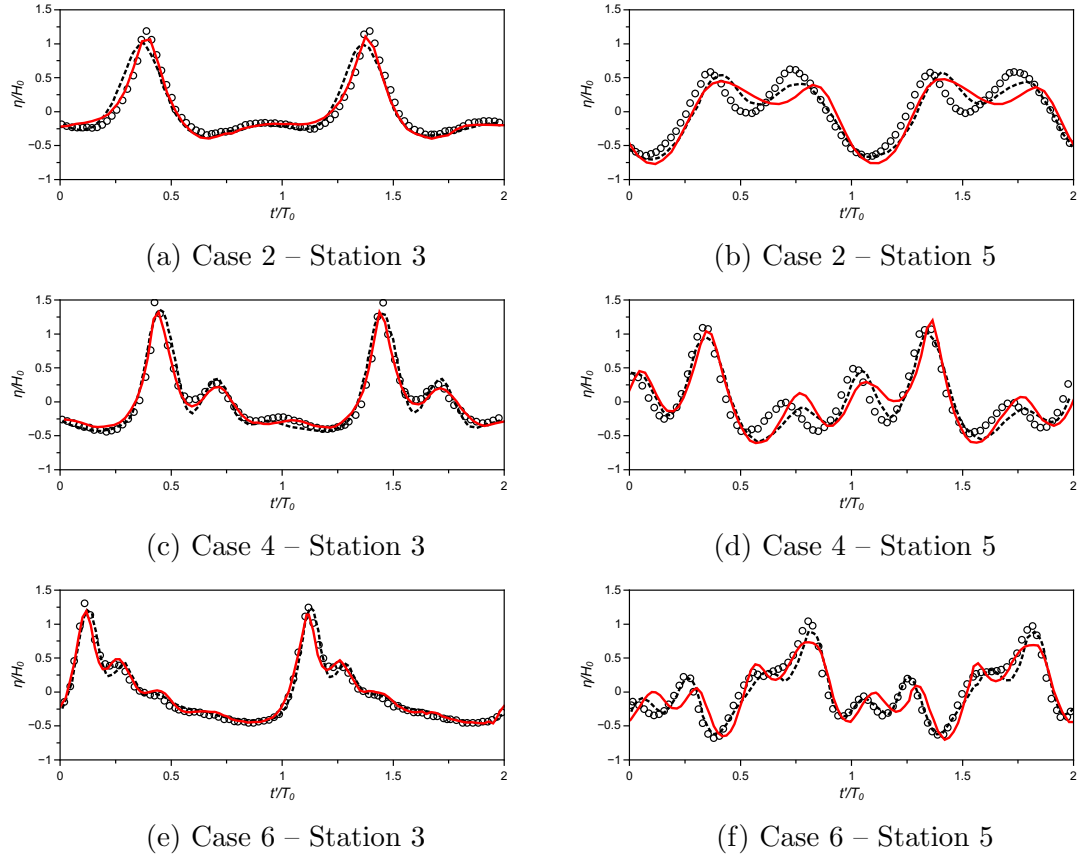 1.5
1
0.5
0
−0.5
−1
η/H₀
0 0.5 1 1.5 2
t'/T₀
(a) Case 2 – Station 3
1.5
1
0.5
0
−0.5
−1
η/H₀
0 0.5 1 1.5 2
t'/T₀
(b) Case 2 – Station 5
1.5
1
0.5
0
−0.5
−1
η/H₀
0 0.5 1 1.5 2
t'/T₀
(c) Case 4 – Station 3
1.5
1
0.5
0
−0.5
−1
η/H₀
0 0.5 1 1.5 2
t'/T₀
(d) Case 4 – Station 5
1.5
1
0.5
0
−0.5
−1
η/H₀
0 0.5 1 1.5 2
t'/T₀
(e) Case 6 – Station 3
1.5
1
0.5
0
−0.5
−1
η/H₀
0 0.5 1 1.5 2
t'/T₀
(f) Case 6 – Station 5